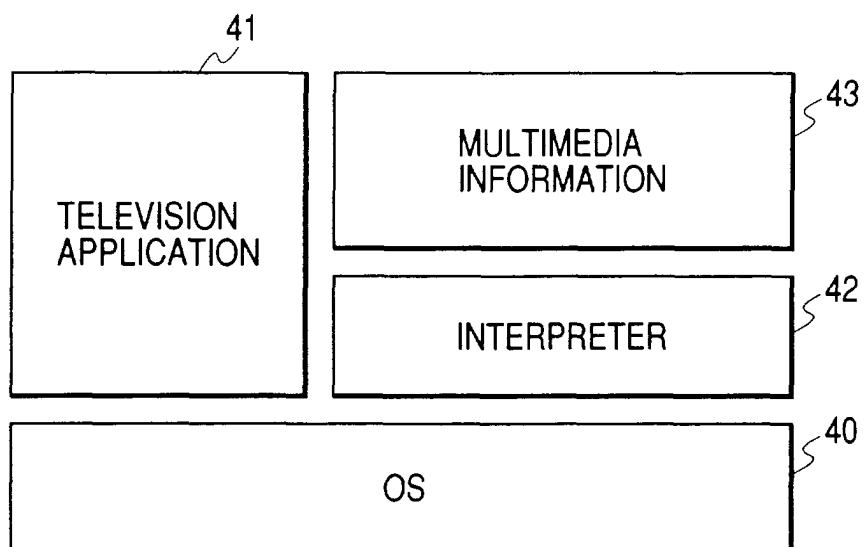 41
TELEVISION
APPLICATION
MULTIMEDIA
INFORMATION
43
INTERPRETER
42
OS
40